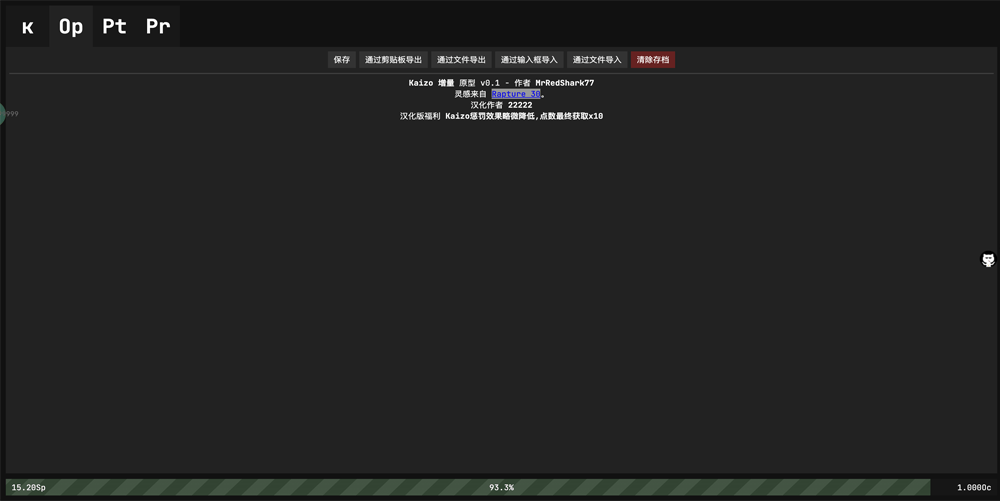 κ Op Pt Pr
保存 通过剪贴板导出 通过文件导出 通过输入框导入 通过文件导入 清除存档
Kaizo 增量 原型 v0.1 - 作者 MrRedShark77
灵感来自 Rapture 30。
汉化作者 22222
999
汉化版福利 Kaizo惩罚效果略微降低,点数最终获取x10
15.20Sp 93.3% 1.000Oc